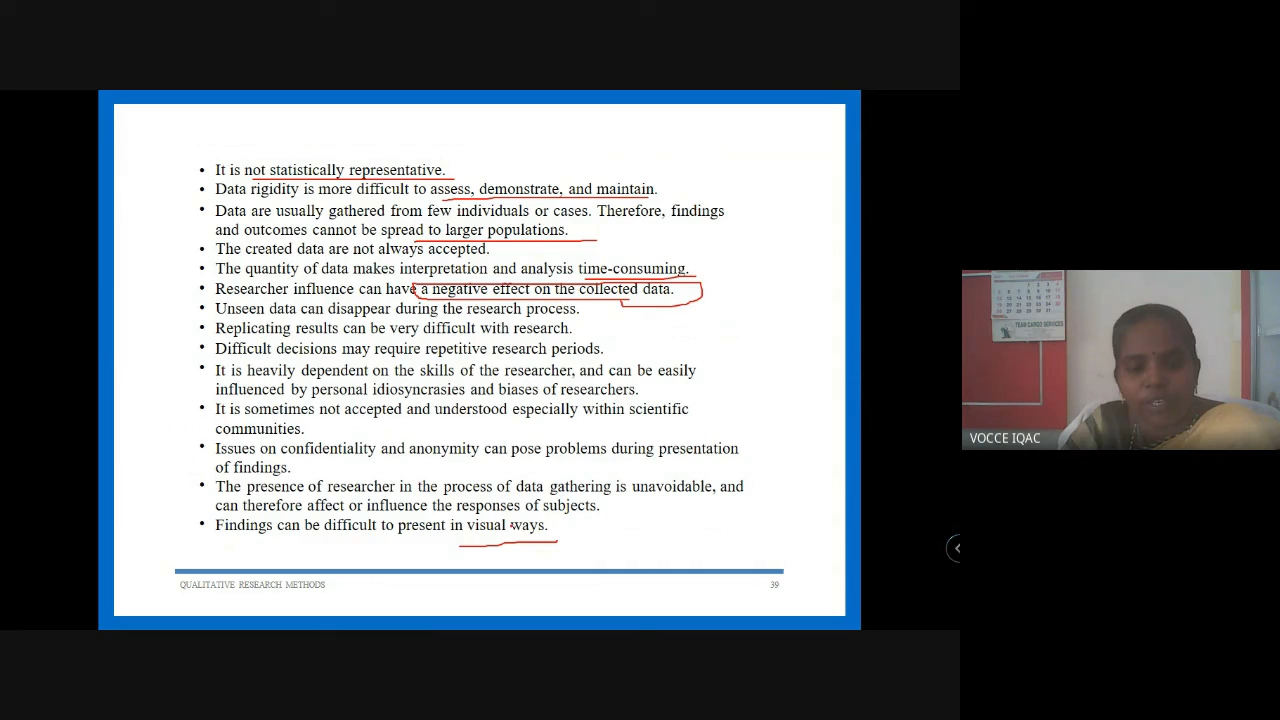 • It is not statistically representative.
• Data rigidity is more difficult to assess, demonstrate, and maintain.
• Data are usually gathered from few individuals or cases. Therefore, findings
and outcomes cannot be spread to larger populations.
• The created data are not always accepted.
• The quantity of data makes interpretation and analysis time-consuming.
• Researcher influence can have a negative effect on the collected data.
• Unseen data can disappear during the research process.
• Replicating results can be very difficult with research.
• Difficult decisions may require repetitive research periods.
• It is heavily dependent on the skills of the researcher, and can be easily
influenced by personal idiosyncrasies and biases of researchers.
• It is sometimes not accepted and understood especially within scientific
communities.
• Issues on confidentiality and anonymity can pose problems during presentation
of findings.
• The presence of researcher in the process of data gathering is unavoidable, and
can therefore affect or influence the responses of subjects.
• Findings can be difficult to present in visual ways.
QUALITATIVE RESEARCH METHODS 39
TEAM CARGO SERVICES
VOCCE IQAC